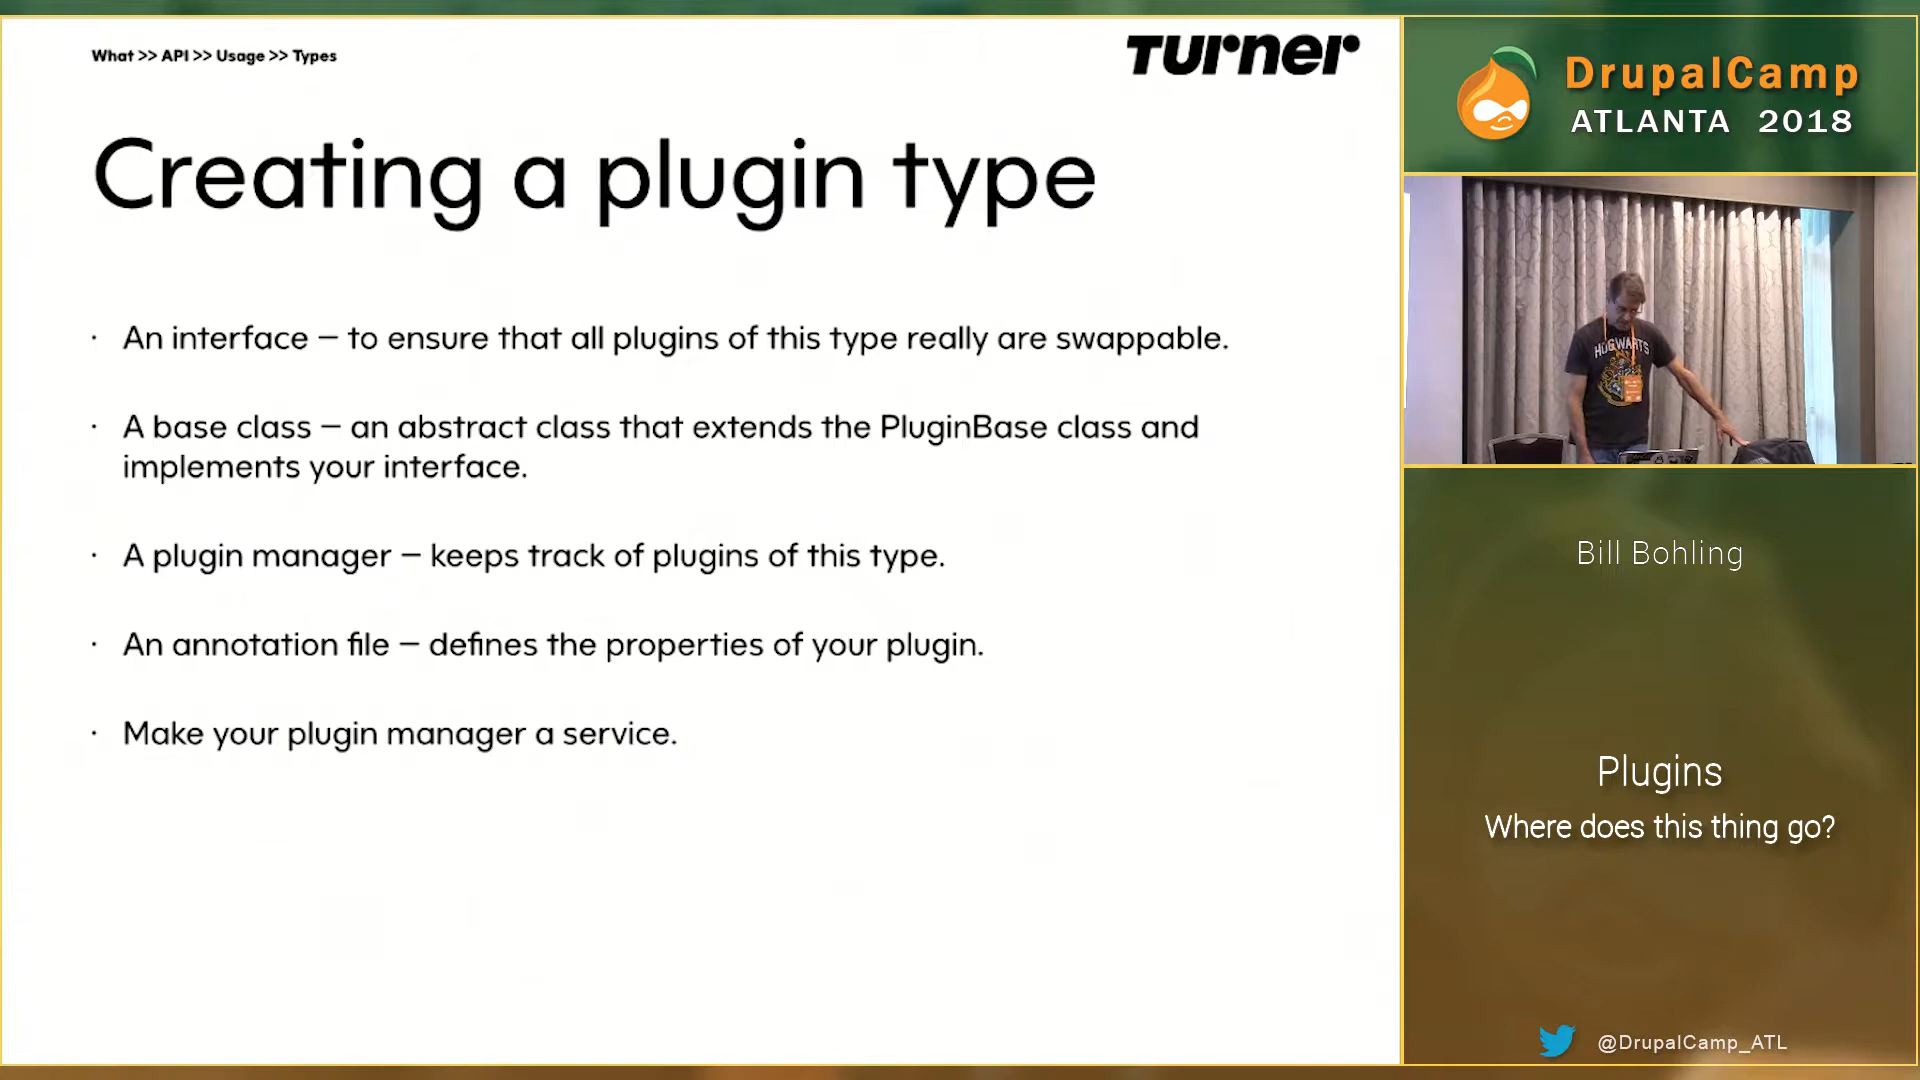 What >> API >> Usage >> Types
Turner
Creating a plugin type
· An interface – to ensure that all plugins of this type really are swappable.
· A base class – an abstract class that extends the PluginBase class and
implements your interface.
· A plugin manager – keeps track of plugins of this type.
· An annotation file – defines the properties of your plugin.
· Make your plugin manager a service.
DrupalCamp
ATLANTA 2018
HOGWARTS
Bill Bohling
Plugins
Where does this thing go?
@DrupalCamp_ATL